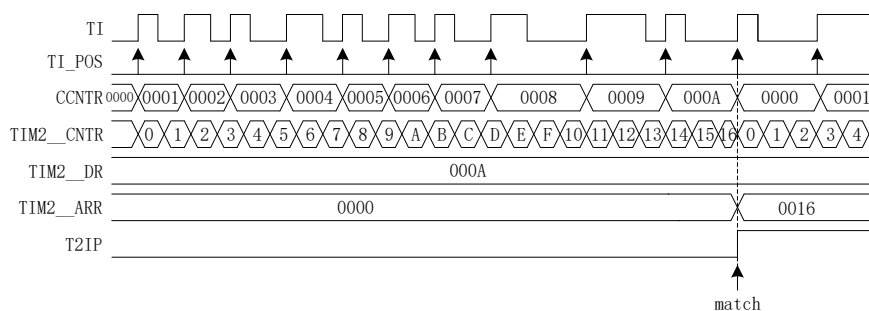 TI
TI_POS
CCNTR 0000 0001 0002 0003 0004 0005 0006 0007 0008 0009 000A 0000 0001
TIM2__CNTR 0 1 2 3 4 5 6 7 8 9 A B C D E F 10 11 12 13 14 15 16 0 1 2 3 4
TIM2__DR 000A
TIM2__ARR 0000 0016
T2IP
match